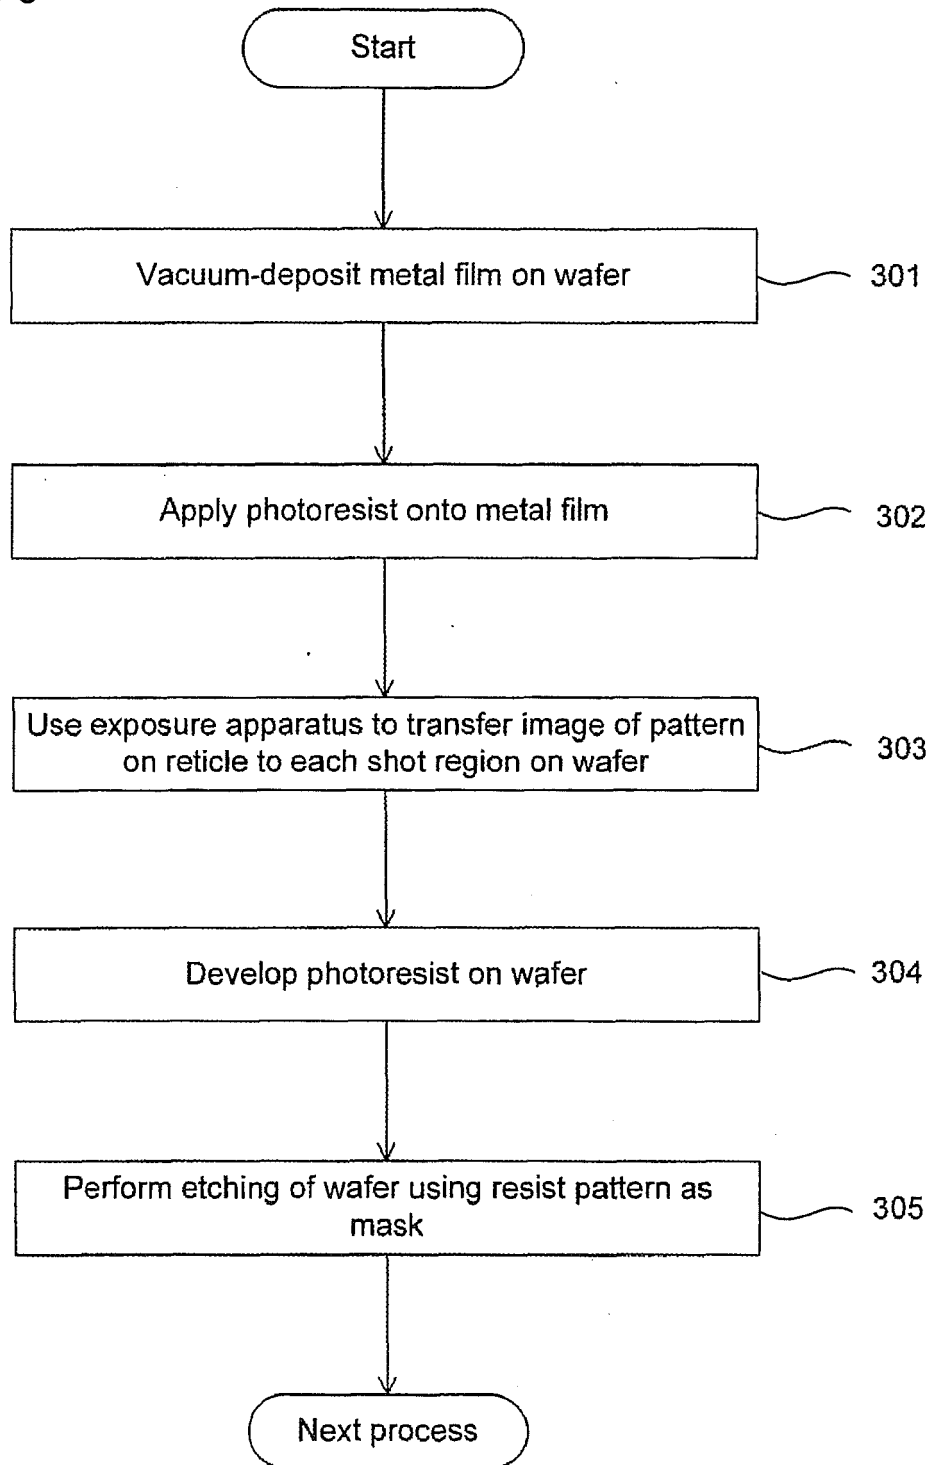 Start
Vacuum-deposit metal film on wafer
301
Apply photoresist onto metal film
302
Use exposure apparatus to transfer image of pattern
on reticle to each shot region on wafer
303
Develop photoresist on wafer
304
Perform etching of wafer using resist pattern as
mask
305
Next process